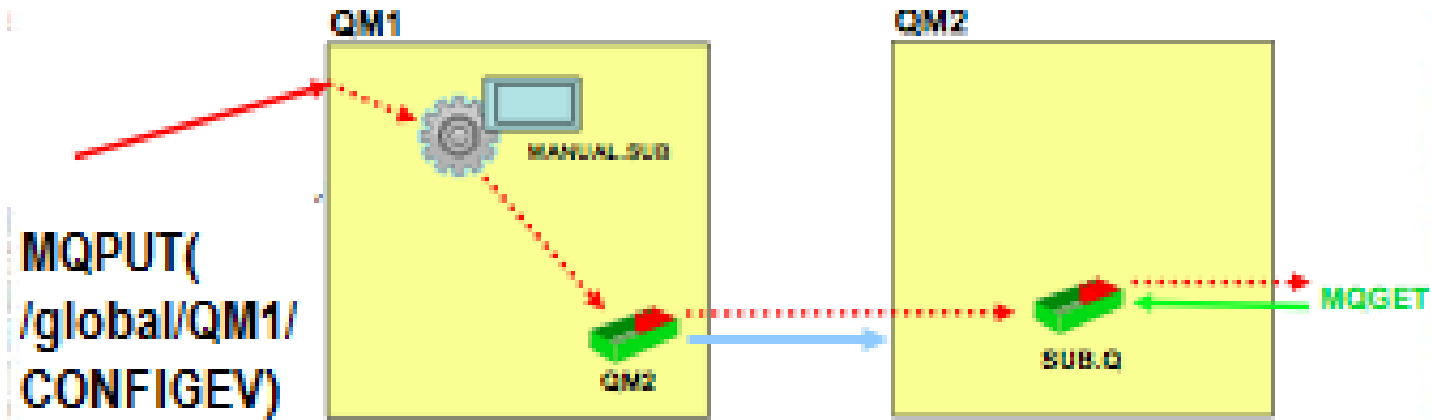 QM1
QM2
MANUAL.SUB
MQPUT(
/global/QM1/
CONFIGEV)
MQGET
SUB.Q
QM2